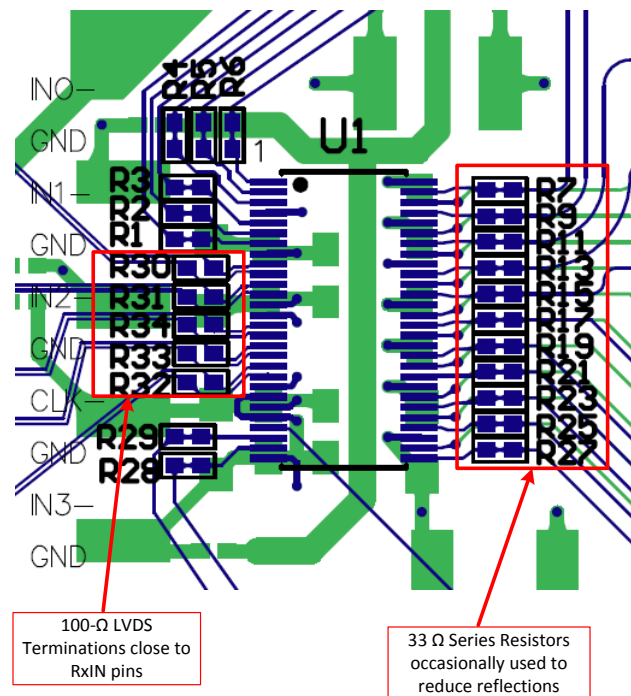 R4 R5 R6
INO-
GND
U1
1
IN1-
R3
R2
GND
R1
R30
IN2-
R31
R34
GND
R33
R32
CLK-
R29
GND
R28
IN3-
GND
R7
R9
R11
R13
R15
R17
R19
R21
R23
R25
R27
100-Ω LVDS
Terminations close to
RxIN pins
33 Ω Series Resistors
occasionally used to
reduce reflections